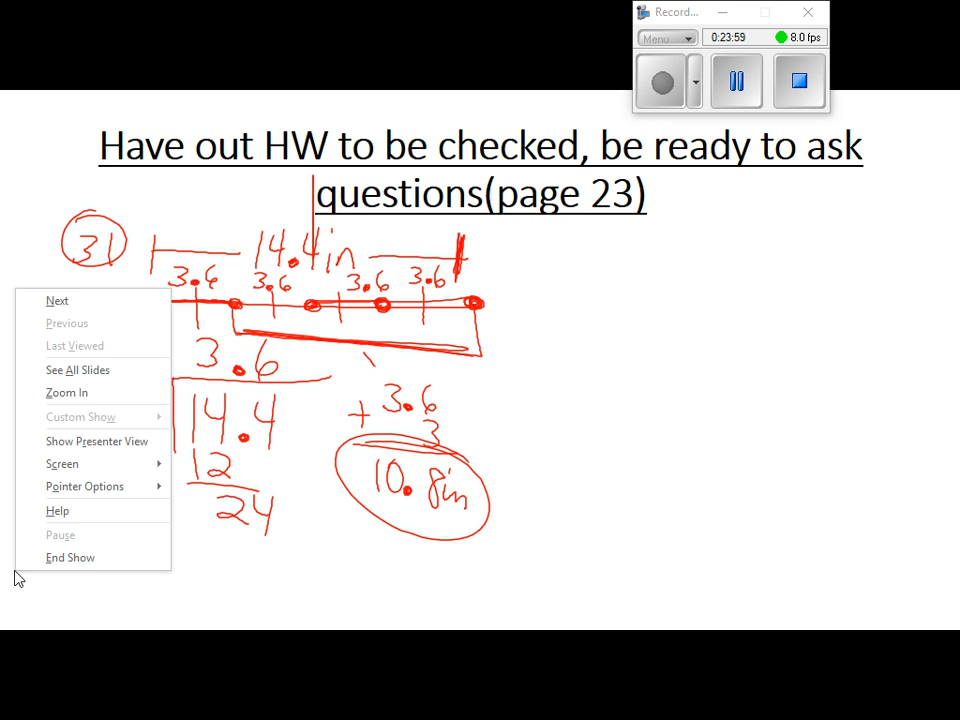 Record...
Menu 0:23:59 8.0 fps
Have out HW to be checked, be ready to ask
questions(page 23)
31
14.4in
3.6 3.6 3.6 3.6
3.6
14.4
12
24
+ 3.6
3
10.8in
Next
Previous
Last Viewed
See All Slides
Zoom In
Custom Show
Show Presenter View
Screen
Pointer Options
Help
Pause
End Show